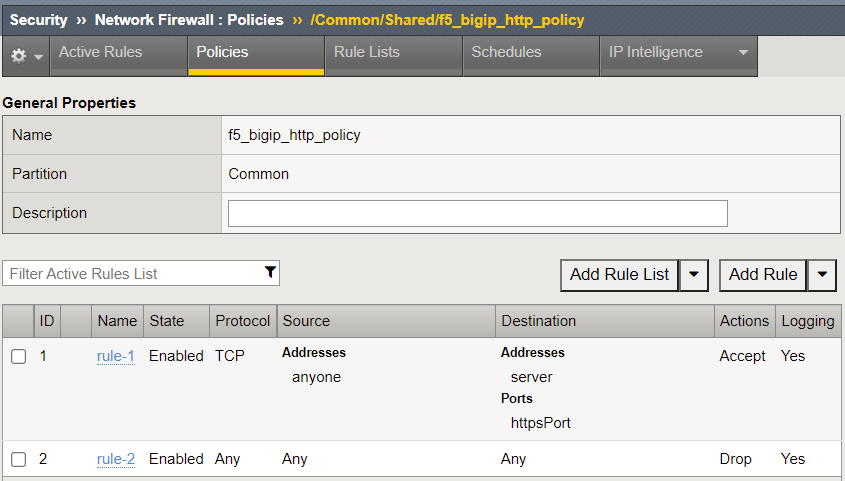 Security ›› Network Firewall : Policies ›› /Common/Shared/f5_bigip_http_policy
Active Rules Policies Rule Lists Schedules IP Intelligence
General Properties
Name f5_bigip_http_policy
Partition Common
Description
Filter Active Rules List Add Rule List Add Rule
ID Name State Protocol Source Destination Actions Logging
1 rule-1 Enabled TCP Addresses Addresses Accept Yes
anyone server
Ports
httpsPort
2 rule-2 Enabled Any Any Any Drop Yes